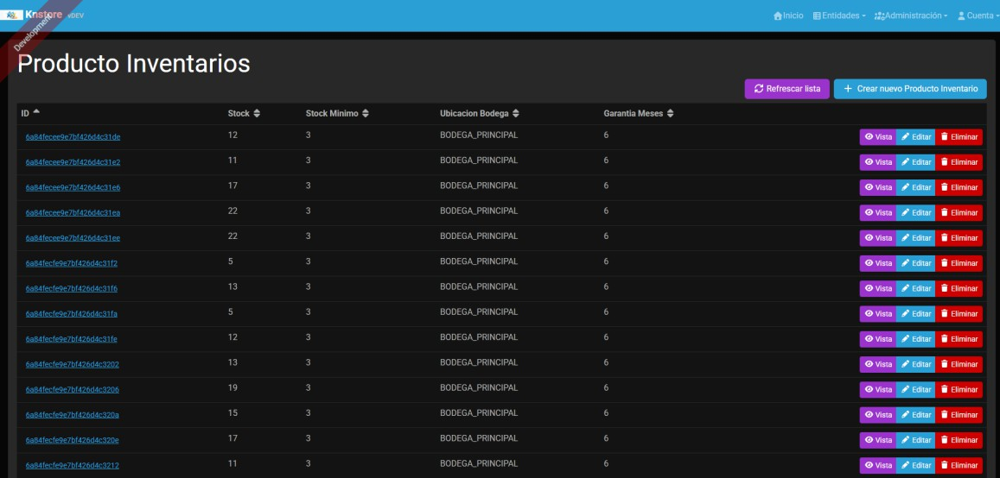 Knstore vDEV Inicio Entidades Administración Cuenta
Development
Producto Inventarios
Refrescar lista + Crear nuevo Producto Inventario
ID Stock Stock Minimo Ubicacion Bodega Garantia Meses
6a84fecee9e7bf426d4c31de 12 3 BODEGA_PRINCIPAL 6 Vista Editar Eliminar
6a84fecee9e7bf426d4c31e2 11 3 BODEGA_PRINCIPAL 6 Vista Editar Eliminar
6a84fecee9e7bf426d4c31e6 17 3 BODEGA_PRINCIPAL 6 Vista Editar Eliminar
6a84fecee9e7bf426d4c31ea 22 3 BODEGA_PRINCIPAL 6 Vista Editar Eliminar
6a84fecee9e7bf426d4c31ee 22 3 BODEGA_PRINCIPAL 6 Vista Editar Eliminar
6a84fecfe9e7bf426d4c31f2 5 3 BODEGA_PRINCIPAL 6 Vista Editar Eliminar
6a84fecfe9e7bf426d4c31f6 13 3 BODEGA_PRINCIPAL 6 Vista Editar Eliminar
6a84fecfe9e7bf426d4c31fa 5 3 BODEGA_PRINCIPAL 6 Vista Editar Eliminar
6a84fecfe9e7bf426d4c31fe 12 3 BODEGA_PRINCIPAL 6 Vista Editar Eliminar
6a84fecfe9e7bf426d4c3202 13 3 BODEGA_PRINCIPAL 6 Vista Editar Eliminar
6a84fecfe9e7bf426d4c3206 19 3 BODEGA_PRINCIPAL 6 Vista Editar Eliminar
6a84fecfe9e7bf426d4c320a 15 3 BODEGA_PRINCIPAL 6 Vista Editar Eliminar
6a84fecfe9e7bf426d4c320e 17 3 BODEGA_PRINCIPAL 6 Vista Editar Eliminar
6a84fecfe9e7bf426d4c3212 11 3 BODEGA_PRINCIPAL 6 Vista Editar Eliminar